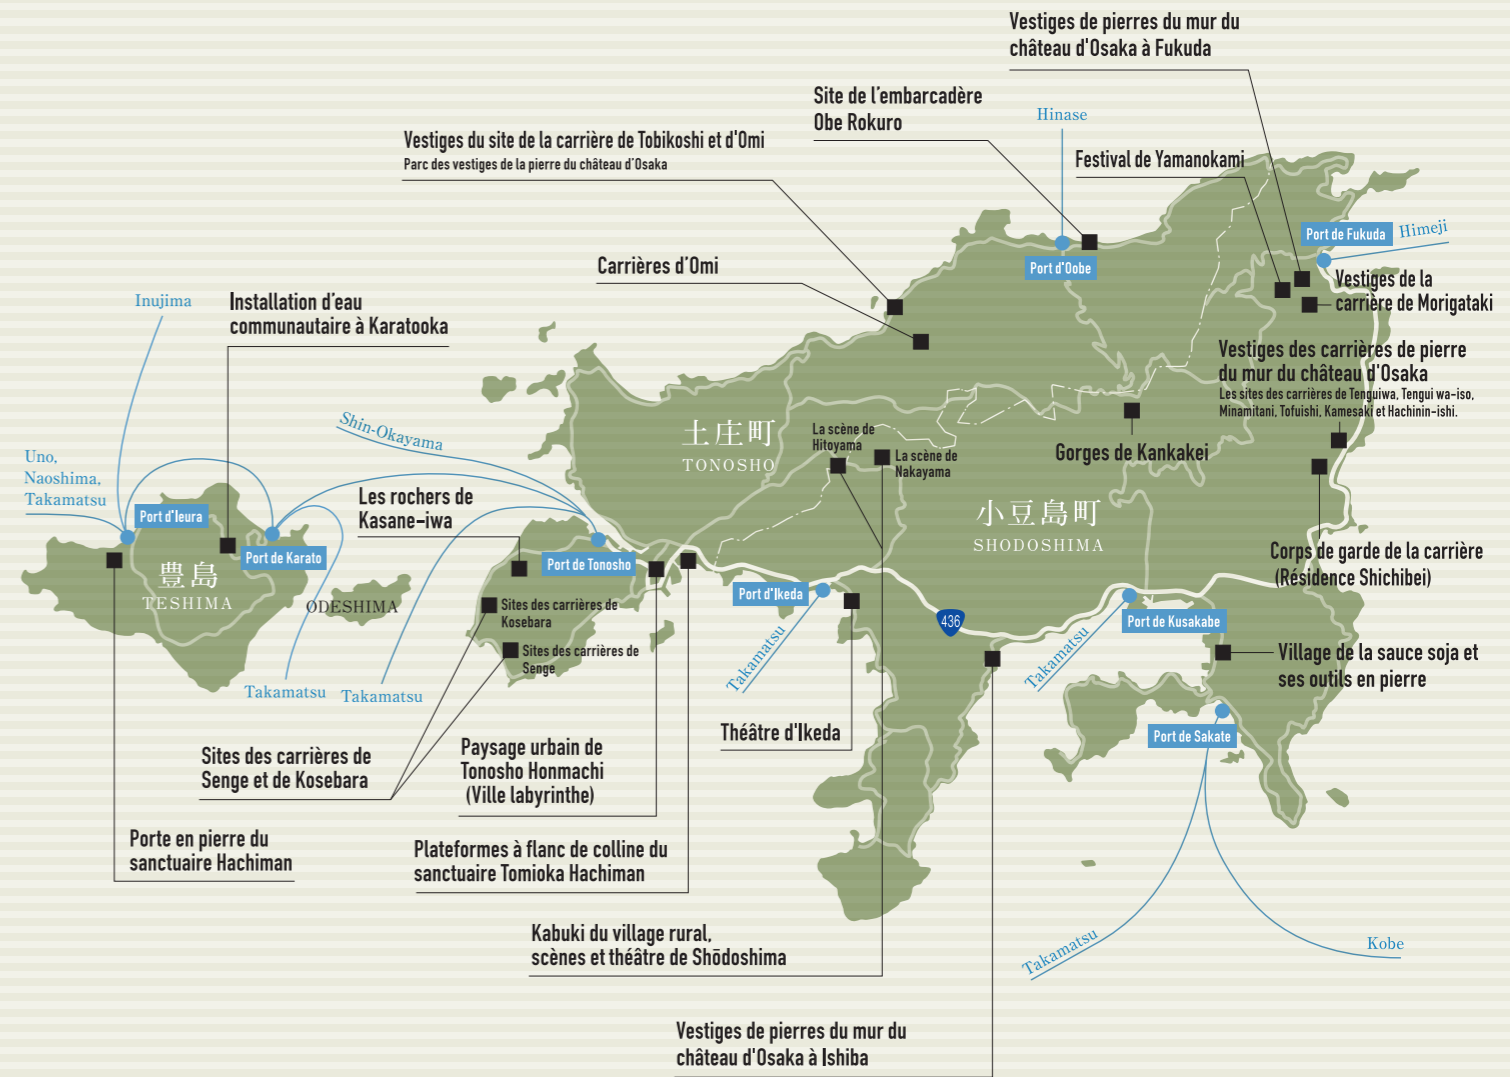 Vestiges de pierres du mur du
château d'Osaka à Fukuda
Site de l'embarcadère
Obe Rokuro
Hinase
Vestiges du site de la carrière de Tobikoshi et d'Omi
Parc des vestiges de la pierre du château d'Osaka
Festival de Yamanokami
Port de Fukuda
Himeji
Port d'Oobe
Carrières d'Omi
Vestiges de la
carrière de Morigataki
Inujima
Installation d'eau
communautaire à Karatooka
Vestiges des carrières de pierre
du mur du château d'Osaka
Les sites des carrières de Tenguiwa, Tengui wa-iso,
Minamitani, Tofuishi, Kamesaki et Hachinin-ishi.
Shin-Okayama
土庄町
TONOSHO
La scène de
Hitoyama
La scène de
Nakayama
Gorges de Kankakei
Uno,
Naoshima,
Takamatsu
Port d'Ieura
Les rochers de
Kasane-iwa
小豆島町
SHODOSHIMA
Port de Karato
Port de Tonosho
Corps de garde de la carrière
(Résidence Shichibei)
豊島
TESHIMA
ODESHIMA
Sites des carrières de
Kosebara
Port d'Ikeda
436
Port de Kusakabe
Sites des carrières de
Senge
Takamatsu
Takamatsu
Takamatsu
Takamatsu
Village de la sauce soja et
ses outils en pierre
Port de Sakate
Théâtre d'Ikeda
Sites des carrières de
Senge et de Kosebara
Paysage urbain de
Tonosho Honmachi
(Ville labyrinthe)
Porte en pierre du
sanctuaire Hachiman
Plateformes à flanc de colline du
sanctuaire Tomioka Hachiman
Kabuki du village rural,
scènes et théâtre de Shōdoshima
Takamatsu
Kobe
Vestiges de pierres du mur du
château d'Osaka à Ishiba